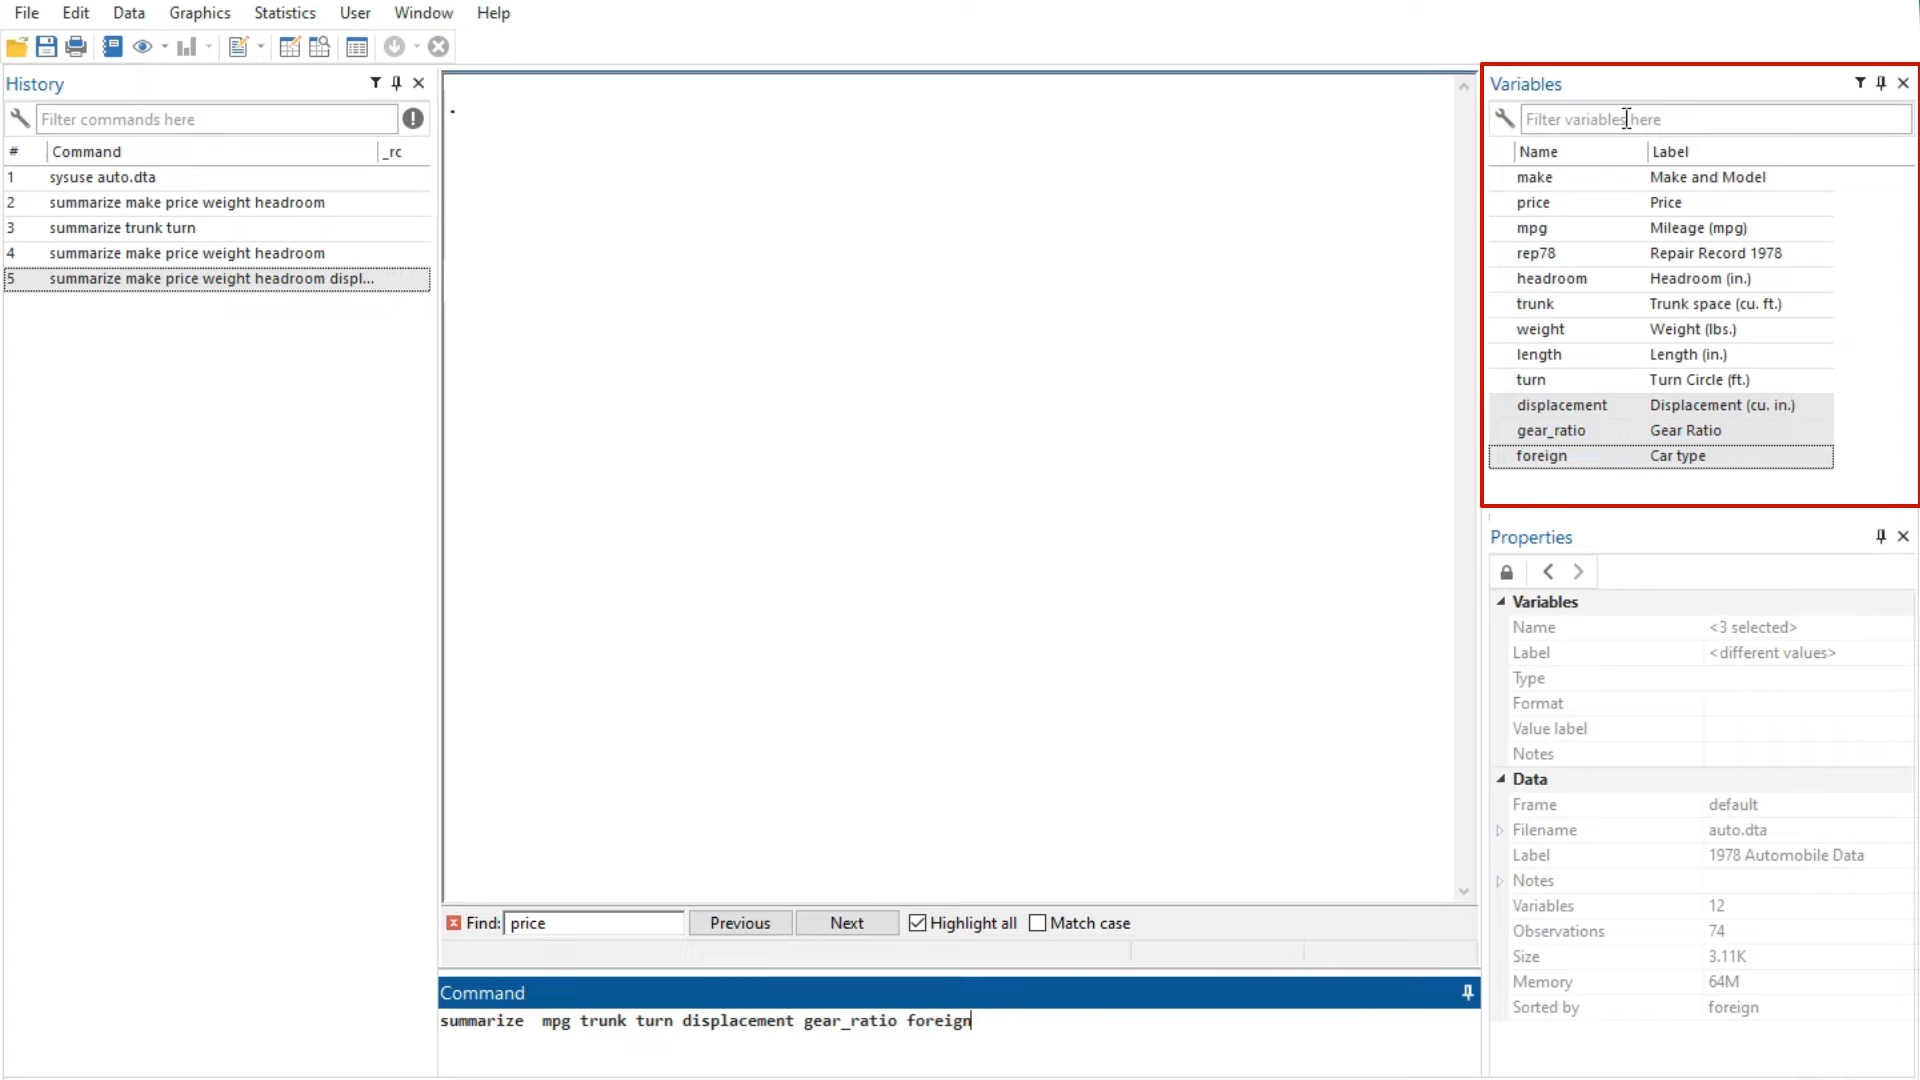 File Edit Data Graphics Statistics User Window Help
History
Filter commands here
# Command _rc
1 sysuse auto.dta
2 summarize make price weight headroom
3 summarize trunk turn
4 summarize make price weight headroom
5 summarize make price weight headroom displ...
.
Find: price Previous Next Highlight all Match case
Command
summarize  mpg trunk turn displacement gear_ratio foreign
Variables
Filter variables here
Name Label
make Make and Model
price Price
mpg Mileage (mpg)
rep78 Repair Record 1978
headroom Headroom (in.)
trunk Trunk space (cu. ft.)
weight Weight (lbs.)
length Length (in.)
turn Turn Circle (ft.)
displacement Displacement (cu. in.)
gear_ratio Gear Ratio
foreign Car type
Properties
Variables
Name <3 selected>
Label <different values>
Type
Format
Value label
Notes
Data
Frame default
Filename auto.dta
Label 1978 Automobile Data
Notes
Variables 12
Observations 74
Size 3.11K
Memory 64M
Sorted by foreign